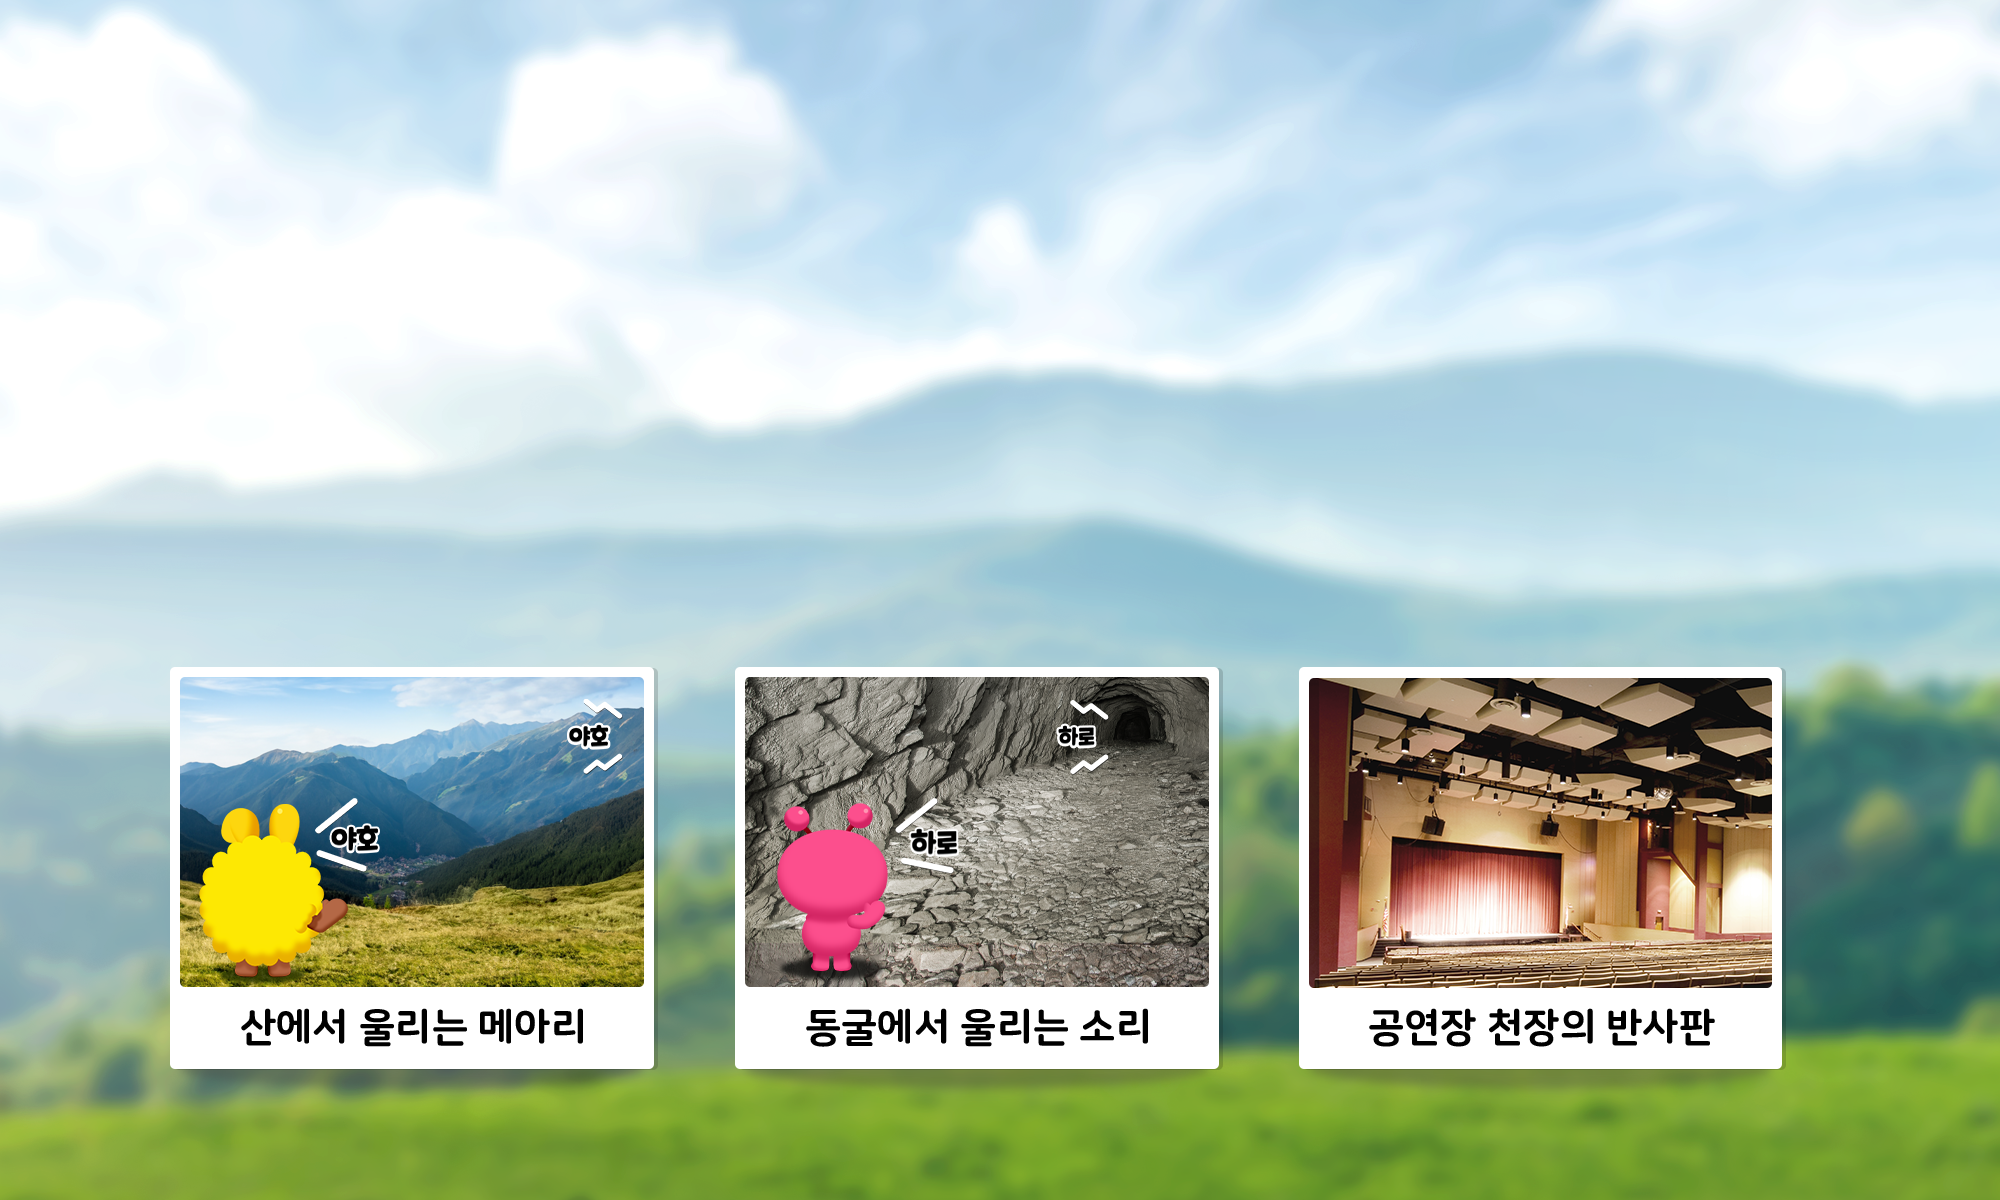 야호
야호
산에서 울리는 메아리
하로
하로
동굴에서 울리는 소리
공연장 천장의 반사판